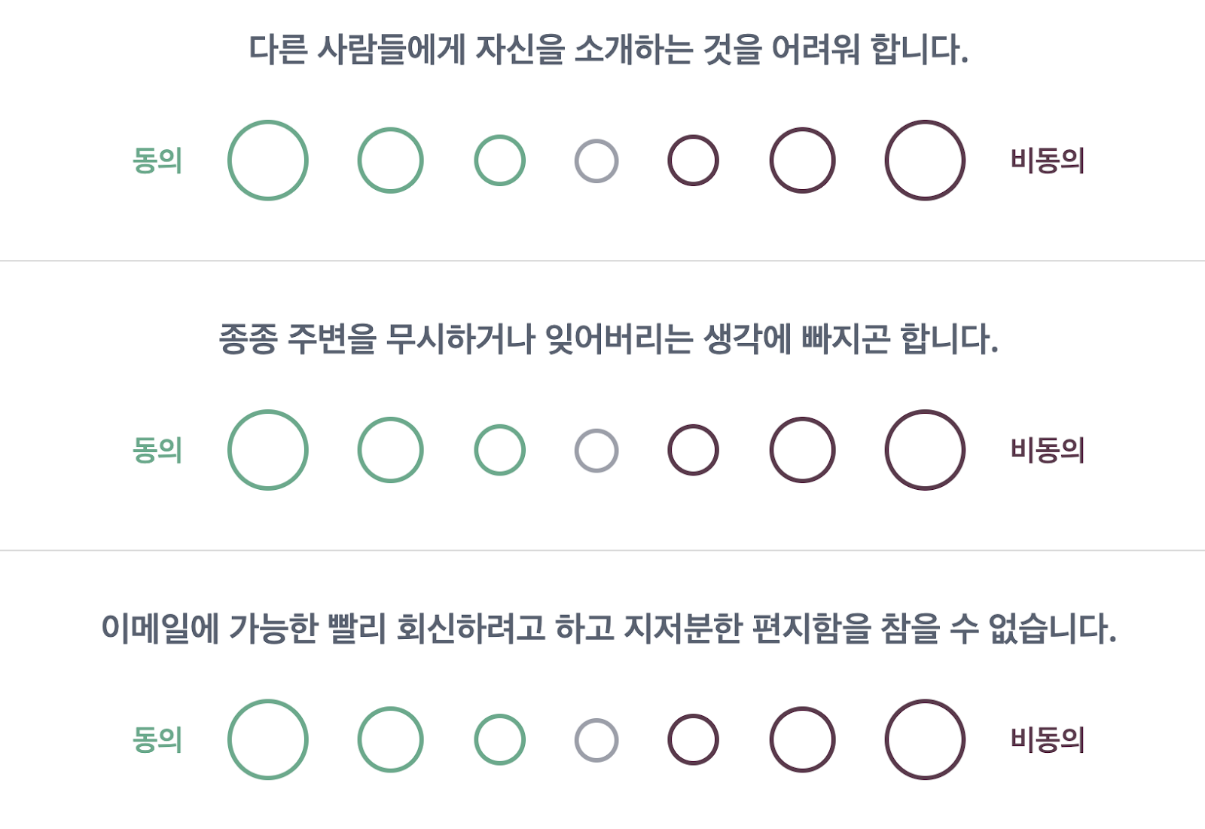 다른 사람들에게 자신을 소개하는 것을 어려워 합니다.
동의 비동의
종종 주변을 무시하거나 잊어버리는 생각에 빠지곤 합니다.
동의 비동의
이메일에 가능한 빨리 회신하려고 하고 지저분한 편지함을 참을 수 없습니다.
동의 비동의